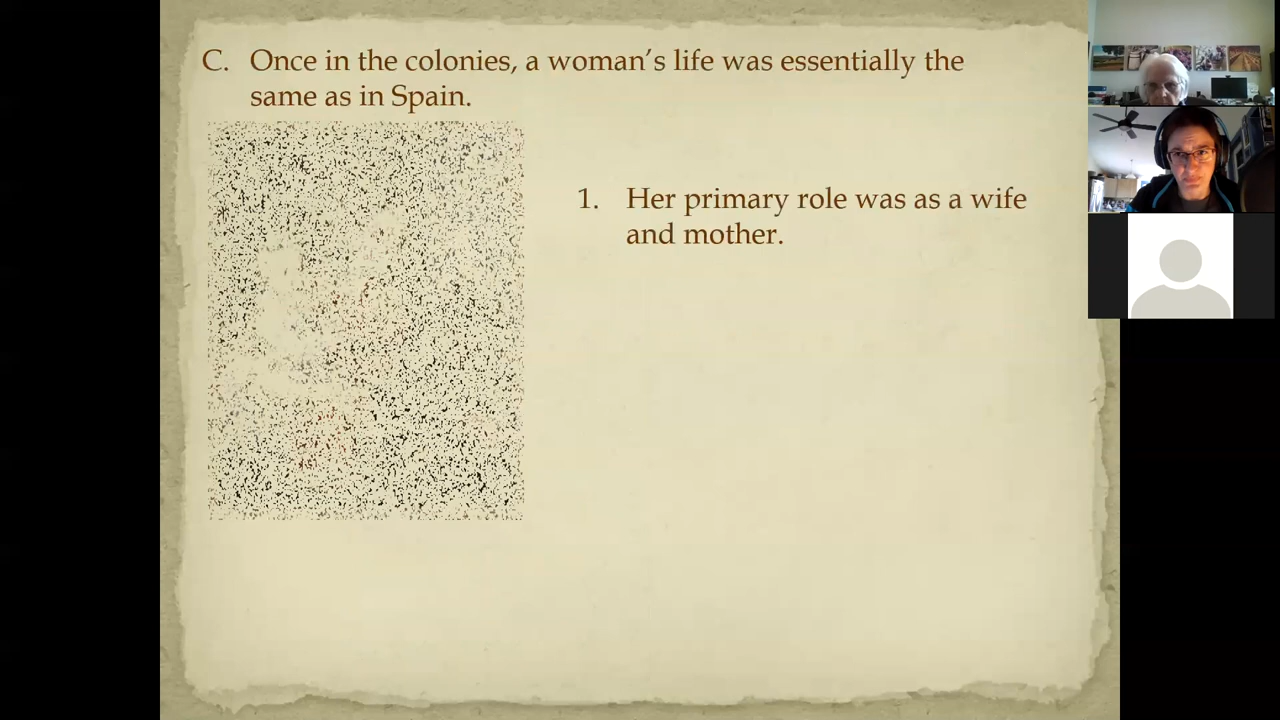 C. Once in the colonies, a woman’s life was essentially the
same as in Spain.
1. Her primary role was as a wife
and mother.